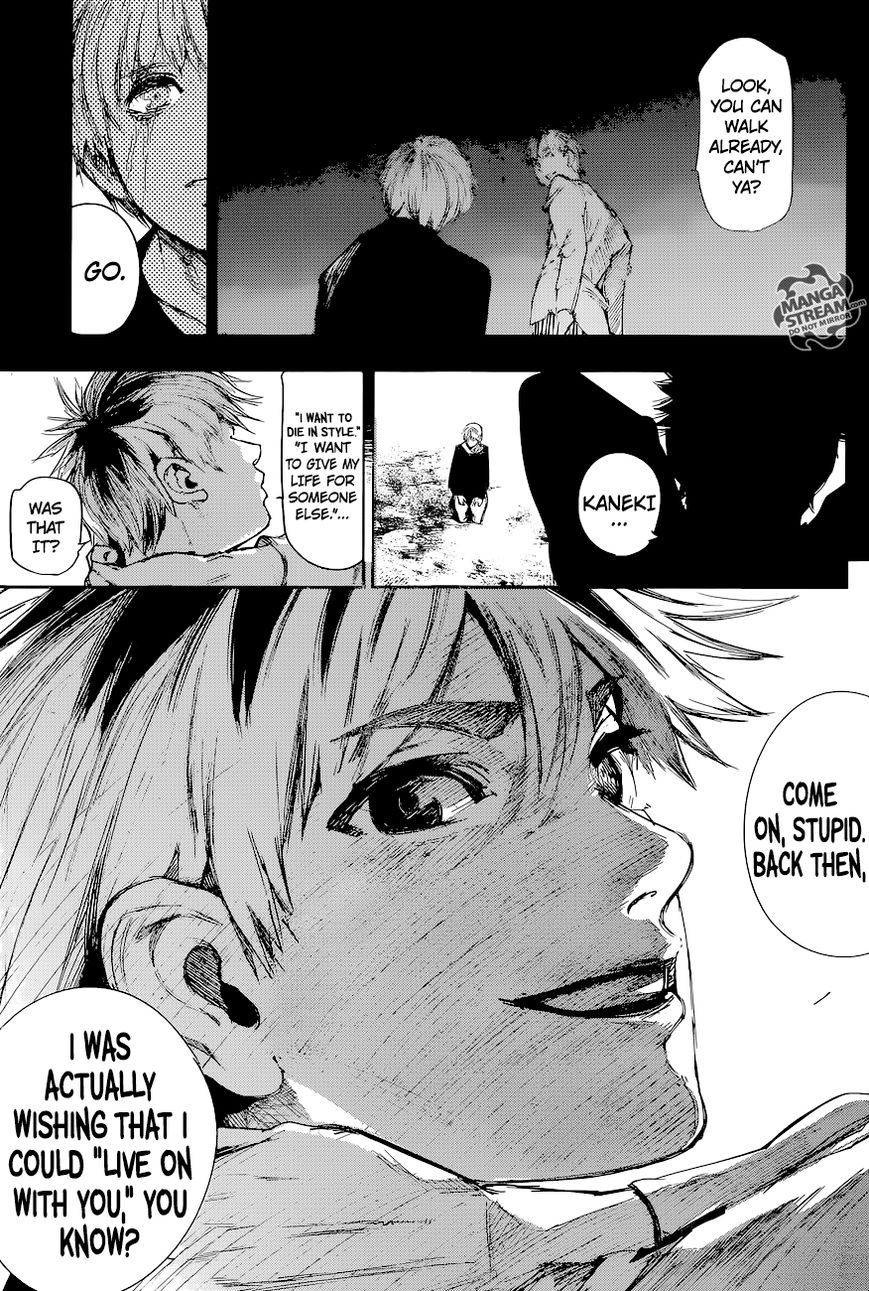 LOOK,
YOU CAN
WALK
ALREADY,
CAN'T
YA?
GO.
MANGA
STREAM.com
DO NOT MIRROR
KANEKI
...
"I WANT TO
DIE IN STYLE."
"I WANT
TO GIVE MY
LIFE FOR
SOMEONE
ELSE."...
WAS
THAT
IT?
COME
ON, STUPID.
BACK THEN,
I WAS
ACTUALLY
WISHING THAT I
COULD "LIVE ON
WITH YOU," YOU
KNOW?